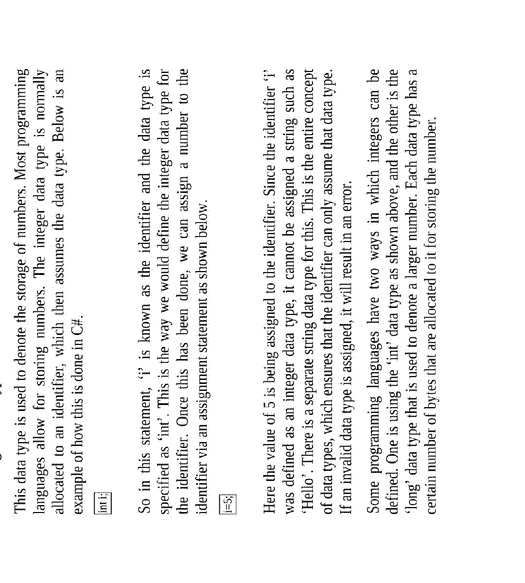 This data type is used to denote the storage of numbers. Most programming
languages allow for storing numbers. The integer data type is normally
allocated to an identifier, which then assumes the data type. Below is an
example of how this is done in C#.
int i;
So in this statement, ‘i’ is known as the identifier and the data type is
specified as ‘int’. This is the way we would define the integer data type for
the identifier. Once this has been done, we can assign a number to the
identifier via an assignment statement as shown below.
i=5;
Here the value of 5 is being assigned to the identifier. Since the identifier ‘i’
was defined as an integer data type, it cannot be assigned a string such as
‘Hello’. There is a separate string data type for this. This is the entire concept
of data types, which ensures that the identifier can only assume that data type.
If an invalid data type is assigned, it will result in an error.
Some programming languages have two ways in which integers can be
defined. One is using the ‘int’ data type as shown above, and the other is the
‘long’ data type that is used to denote a larger number. Each data type has a
certain number of bytes that are allocated to it for storing the number.